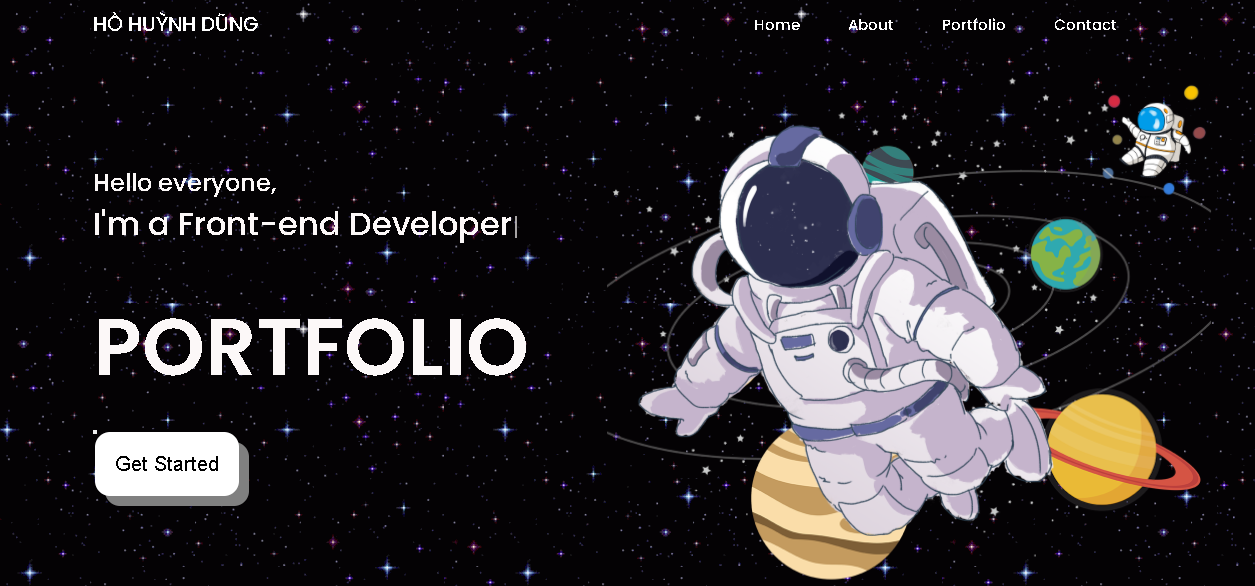 HỒ HUỲNH DŨNG
Home About Portfolio Contact
Hello everyone,
I'm a Front-end Developer|
PORTFOLIO
Get Started